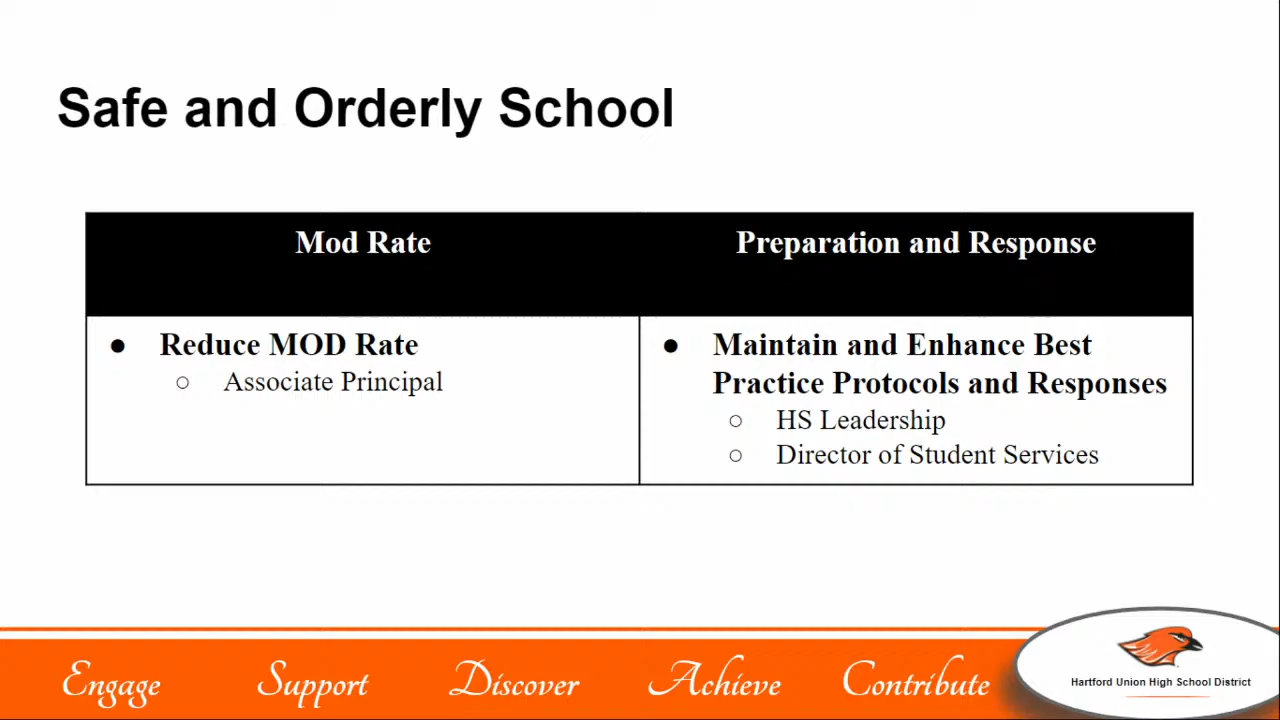 Safe and Orderly School
Mod Rate
Preparation and Response
● Reduce MOD Rate
○ Associate Principal
● Maintain and Enhance Best
Practice Protocols and Responses
○ HS Leadership
○ Director of Student Services
Engage Support Discover Achieve Contribute
Hartford Union High School District